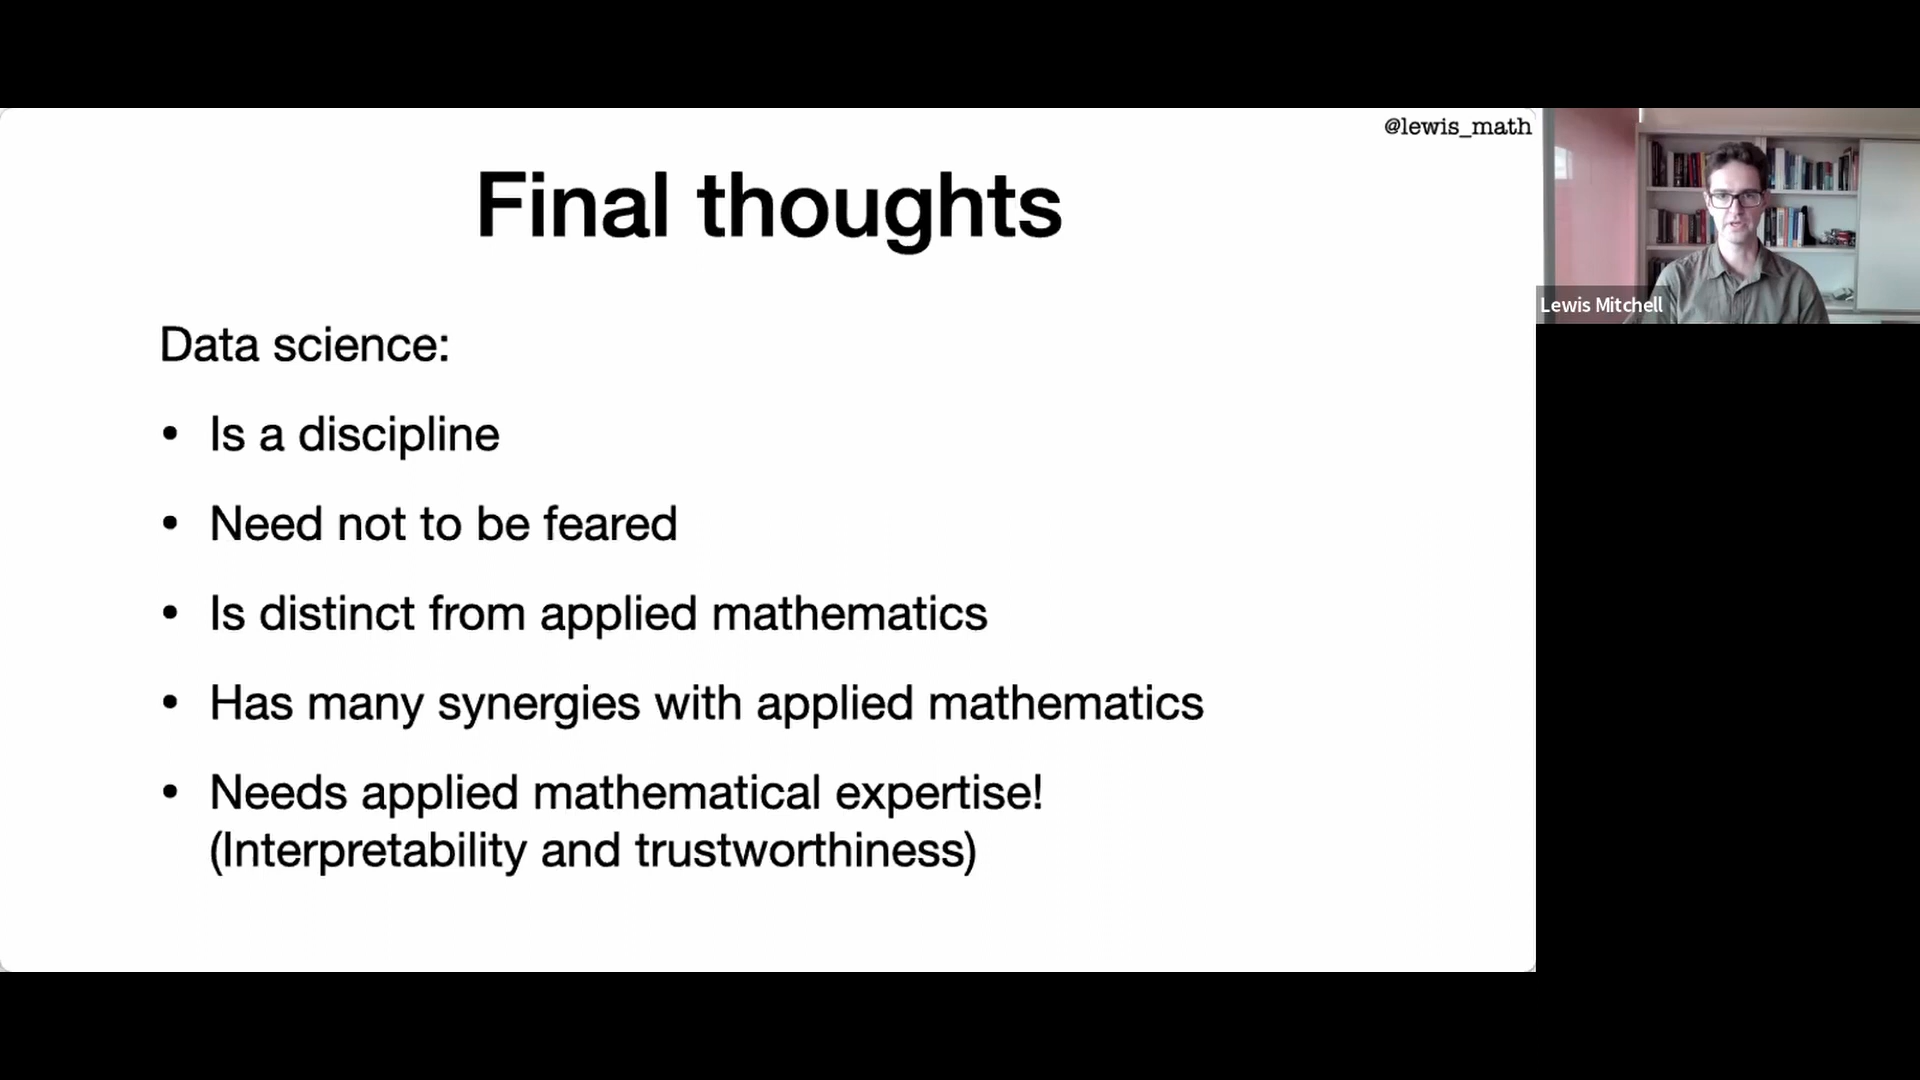 @lewis_math
Final thoughts
Data science:
• Is a discipline
• Need not to be feared
• Is distinct from applied mathematics
• Has many synergies with applied mathematics
• Needs applied mathematical expertise!
(Interpretability and trustworthiness)
Lewis Mitchell